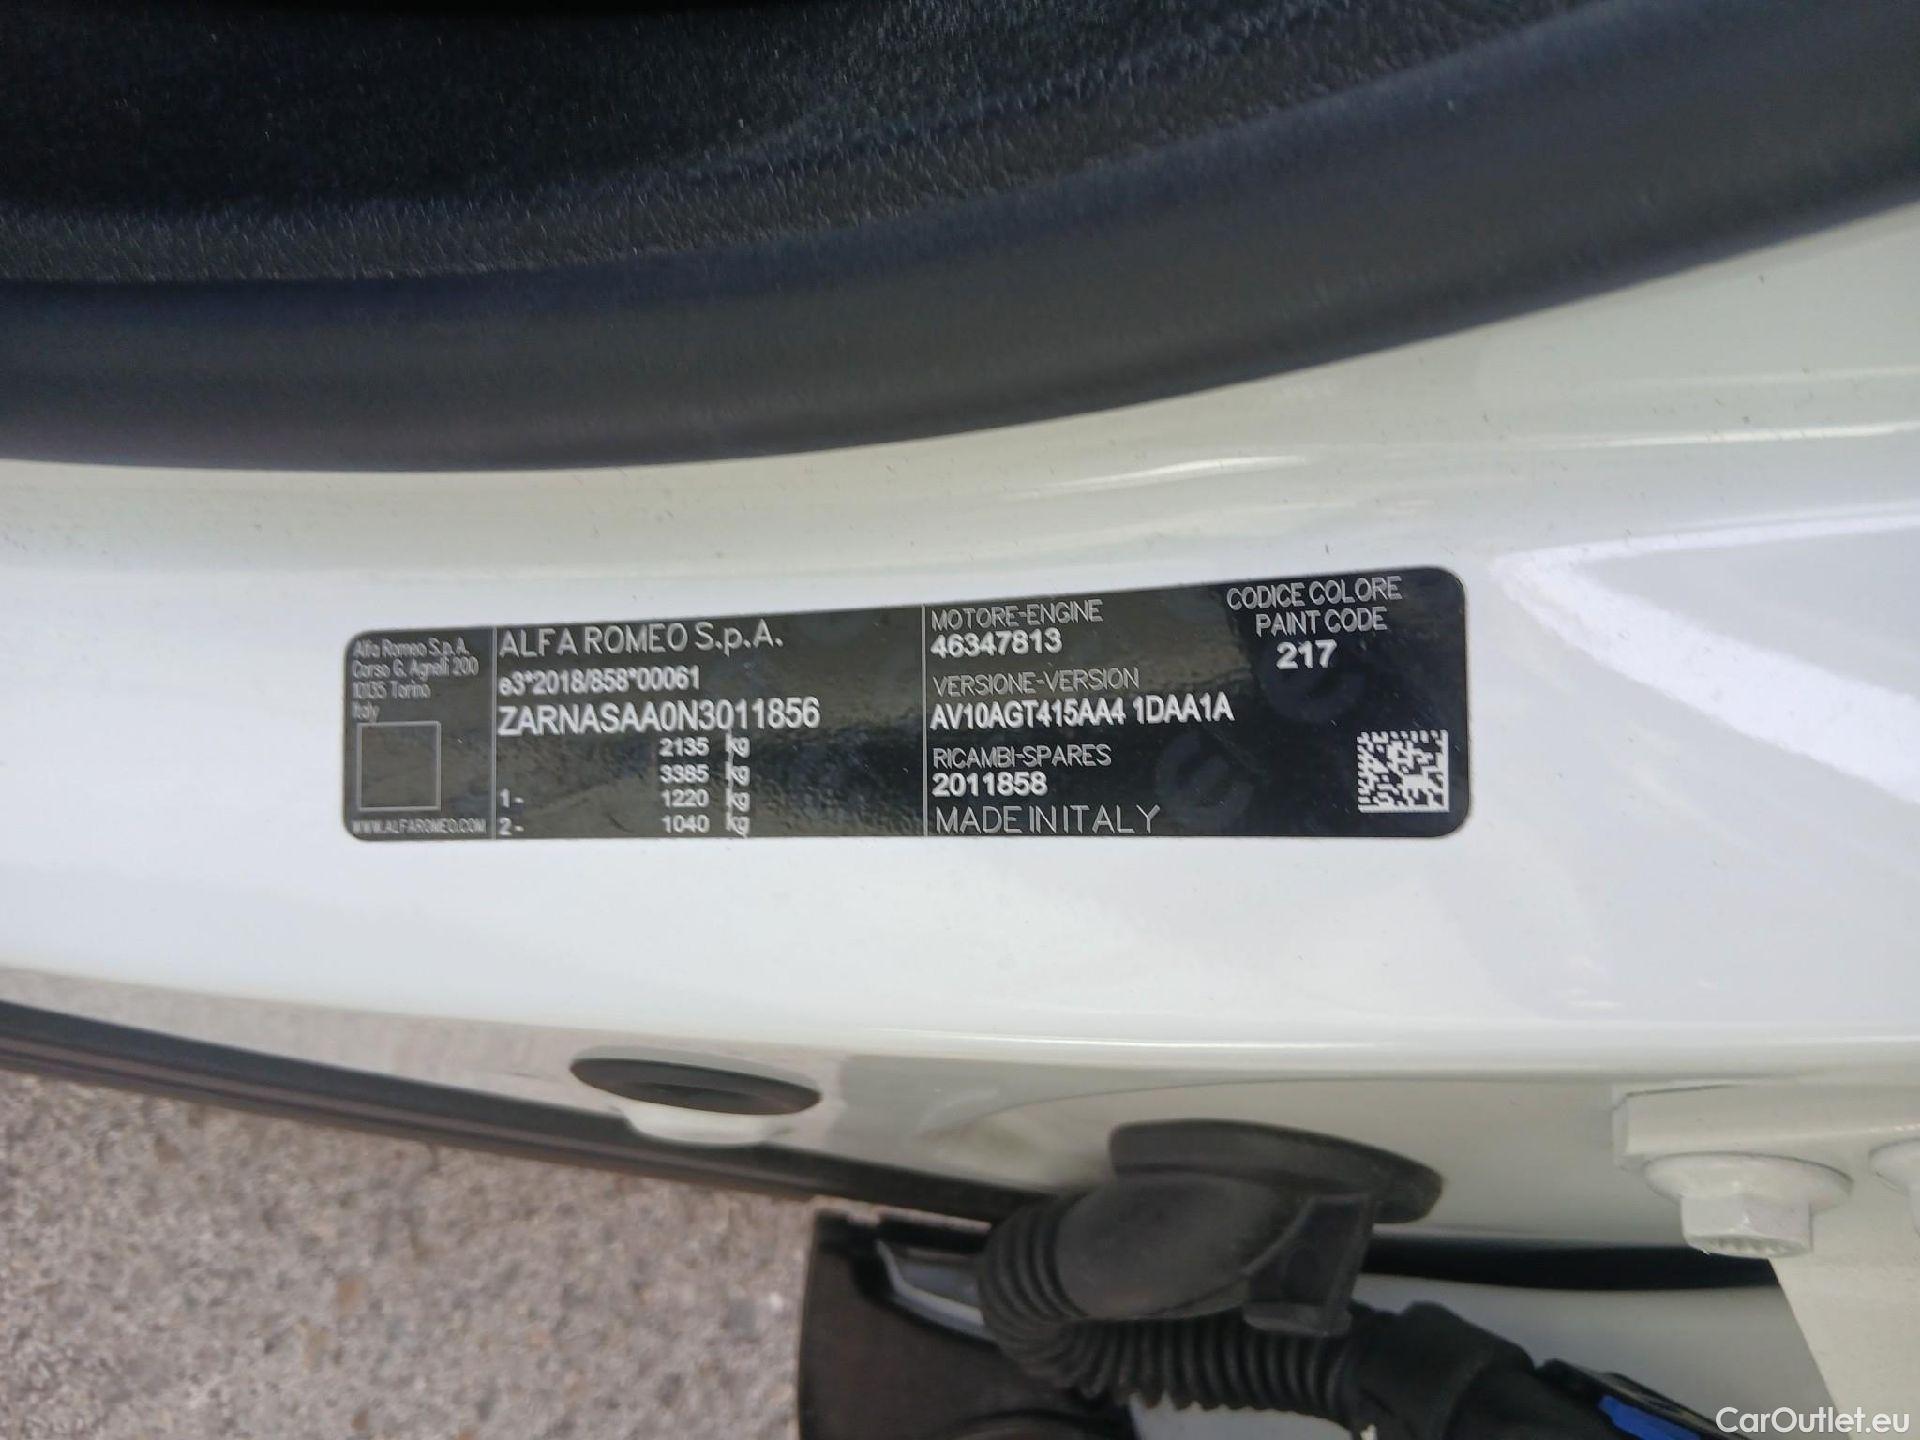 Alfa Romeo S.p.A.
Corso G. Agnelli 200
10135 Torino
Italy
WWW.ALFAROMEO.COM
ALFA ROMEO S.p.A.
e3*2018/858*00061
ZARNASAA0N3011856
2135 kg
3385 kg
1- 1220 kg
2- 1040 kg
MOTORE-ENGINE
46347813
VERSIONE-VERSION
AV10AGT415AA4 1DAA1A
RICAMBI-SPARES
2011858
MADE IN ITALY
CODICE COLORE
PAINT CODE
217
CarOutlet.eu